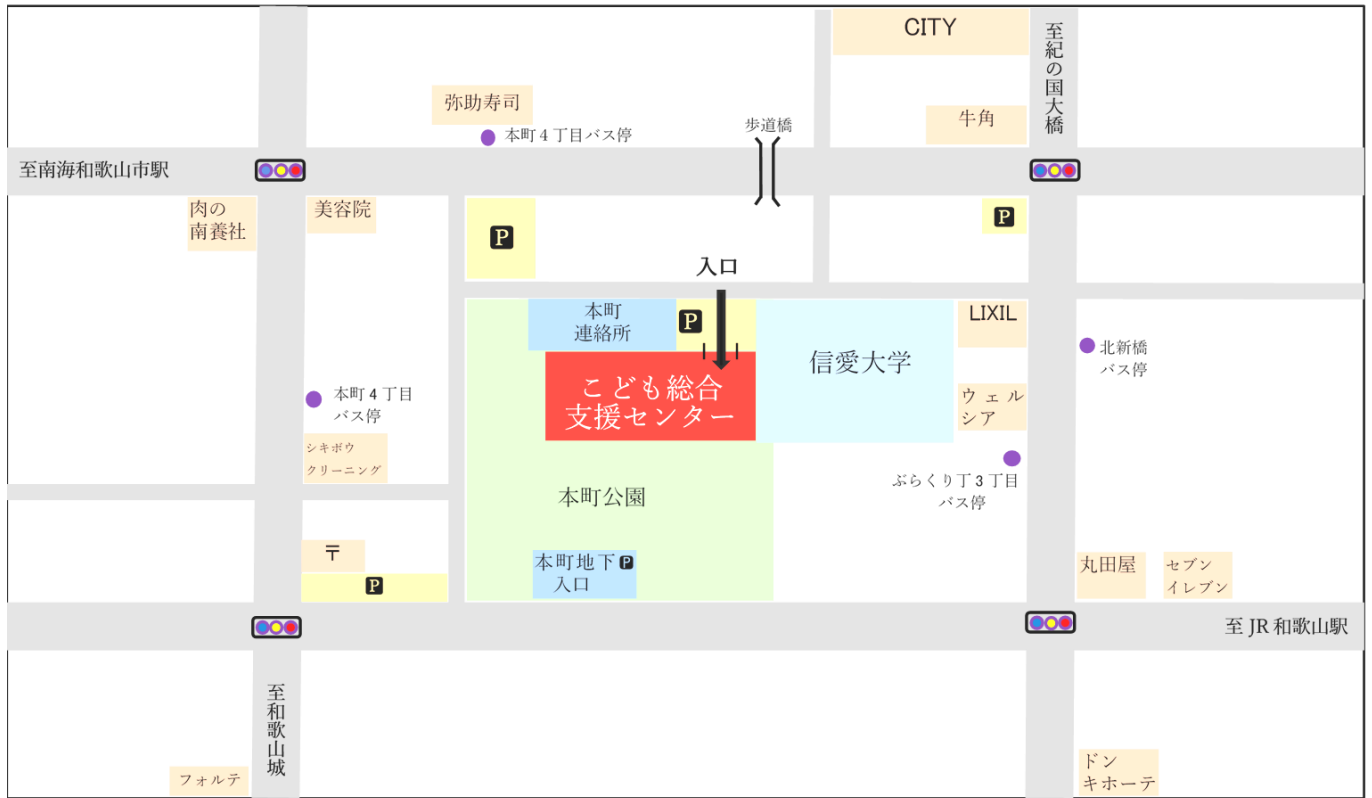 CITY
至紀の国大橋
弥助寿司
牛角
本町4丁目バス停
歩道橋
至南海和歌山市駅
肉の
南養社
美容院
P
P
入口
本町
連絡所
P
LIXIL
信愛大学
北新橋
バス停
こども総合
支援センター
本町4丁目
バス停
ウェル
シア
シキボウ
クリーニング
ぶらくり丁3丁目
バス停
本町公園
〒
P
本町地下P
入口
丸田屋
セブン
イレブン
至JR和歌山駅
至和歌山城
フォルテ
ドン
キホーテ